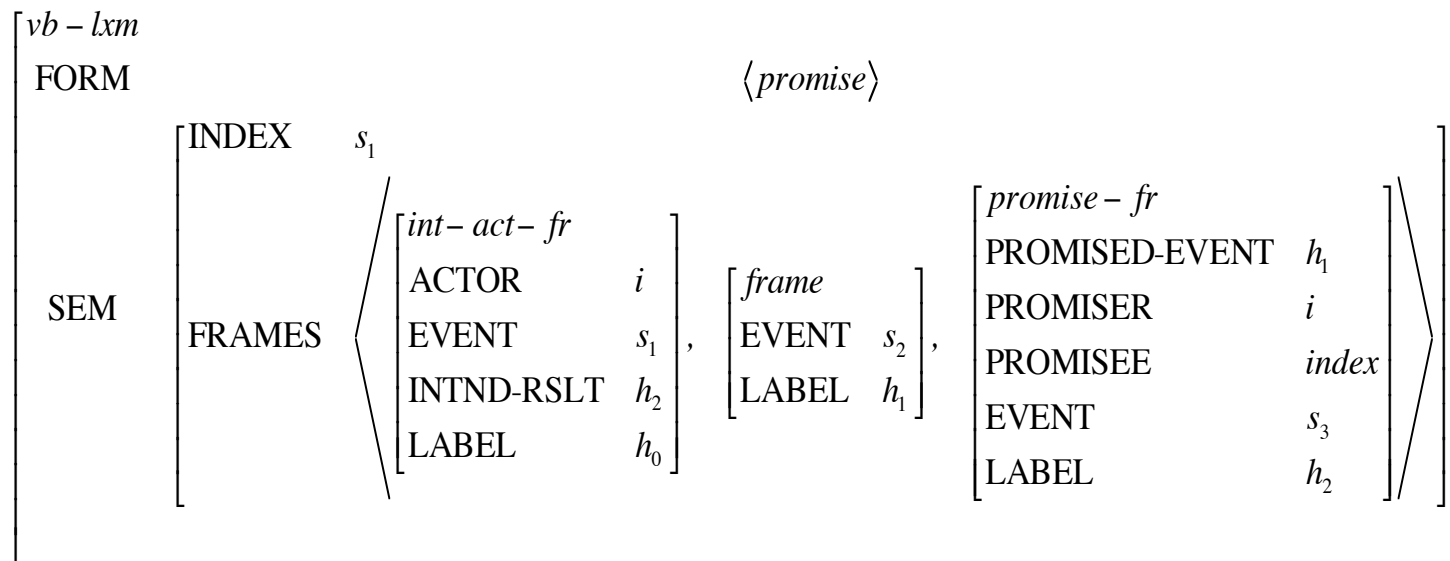 vb – lxm
FORM ⟨promise⟩
SEM
INDEX s₁
FRAMES
int– act– fr
ACTOR i
EVENT s₁
INTND-RSLT h₂
LABEL h₀
,
frame
EVENT s₂
LABEL h₁
,
promise – fr
PROMISED-EVENT h₁
PROMISER i
PROMISEE index
EVENT s₃
LABEL h₂